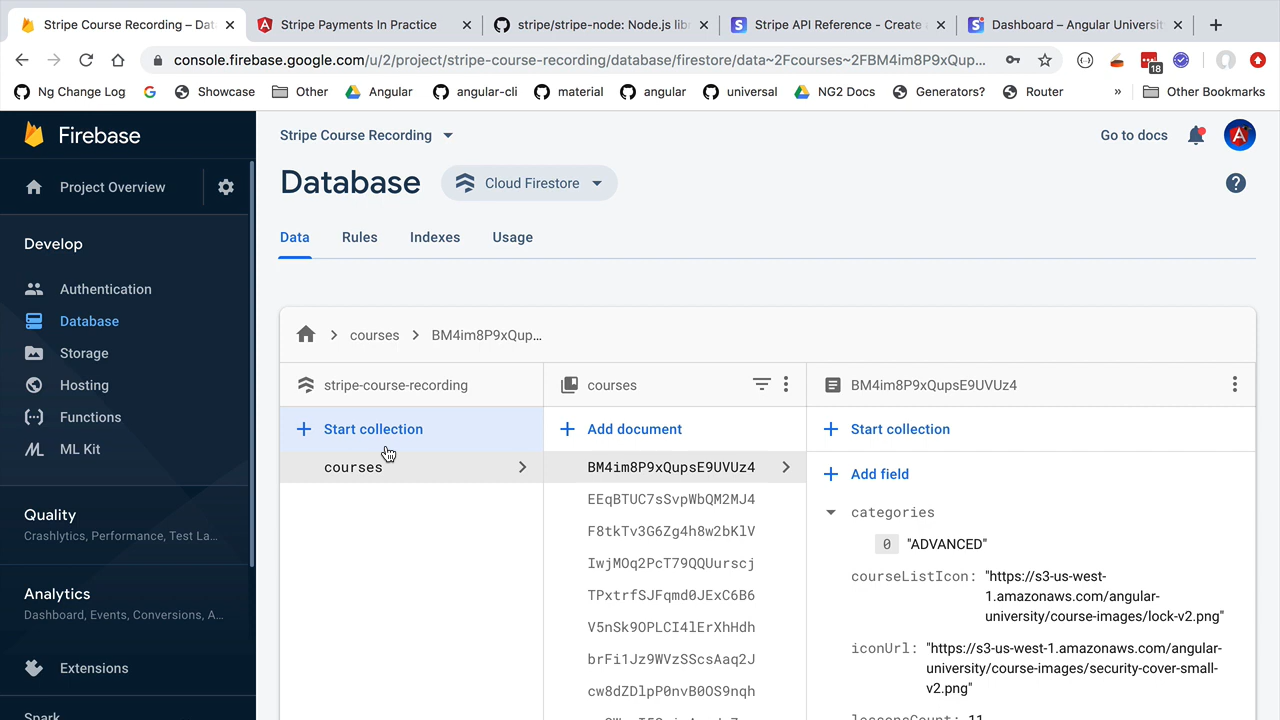 Stripe Course Recording – Dat
Stripe Payments In Practice
stripe/stripe-node: Node.js lib
Stripe API Reference - Create
Dashboard – Angular Universit
console.firebase.google.com/u/2/project/stripe-course-recording/database/firestore/data~2Fcourses~2FBM4im8P9xQup...
18
Ng Change Log
Showcase
Other
Angular
angular-cli
material
angular
universal
NG2 Docs
Generators?
Router
»
Other Bookmarks
Firebase
Stripe Course Recording
Go to docs
Project Overview
Database
Cloud Firestore
Develop
Data
Rules
Indexes
Usage
Authentication
Database
Storage
Hosting
Functions
ML Kit
courses
BM4im8P9xQup...
stripe-course-recording
courses
BM4im8P9xQupsE9UVUz4
Start collection
Add document
Start collection
courses
BM4im8P9xQupsE9UVUz4
EEqBTUC7sSvpWbQM2MJ4
F8tkTv3G6Zg4h8w2bKlV
IwjMOq2PcT79QQUurscj
TPxtrfSJFqmd0JExC6B6
V5nSk9OPLCI4lErXhHdh
brFi1Jz9WVzSScsAaq2J
cw8dZDlpP0nvB0OS9nqh
Add field
categories
0 "ADVANCED"
courseListIcon: "https://s3-us-west-
1.amazonaws.com/angular-
university/course-images/lock-v2.png"
iconUrl: "https://s3-us-west-1.amazonaws.com/angular-
university/course-images/security-cover-small-
v2.png"
lessonsCount: 11
Quality
Crashlytics, Performance, Test La...
Analytics
Dashboard, Events, Conversions, A...
Extensions
Spark